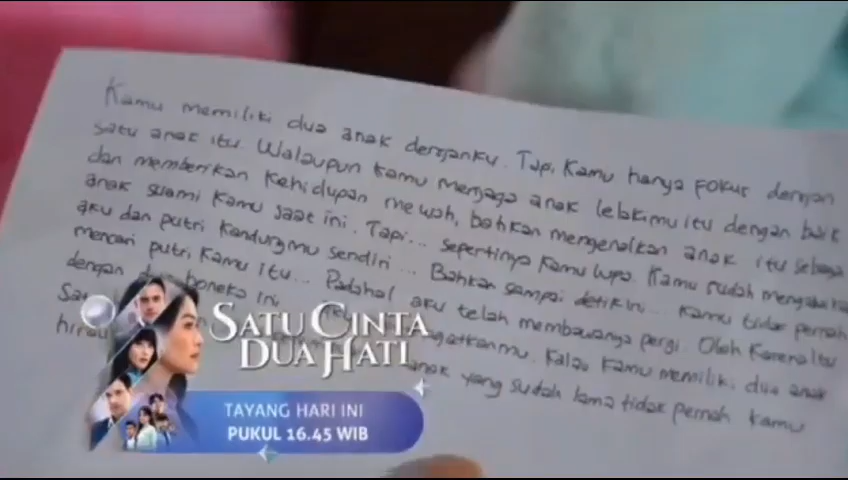 Kamu memiliki dua anak denganku. Tapi, Kamu hanya fokus dengan
satu anak itu. Walaupun kamu menjaga anak lelakimu itu dengan baik
dan memberikan kehidupan mewah, bahkan mengenalkan anak itu sebagai
anak suami kamu saat ini. Tapi... sepertinya kamu lupa. Kamu sudah mengabaikan
aku dan putri kandungmu sendiri... Bahkan sampai detik ini... kamu tidak pernah
mencari putri kamu itu... Padahal aku telah membawanya pergi. Oleh karena itu
dengan boneka ini, ngatkanmu. Kalau kamu memiliki dua anak
Sat anak yang sudah lama tidak pernah kamu
hirau
SATU CINTA
DUA HATI
TAYANG HARI INI
PUKUL 16.45 WIB